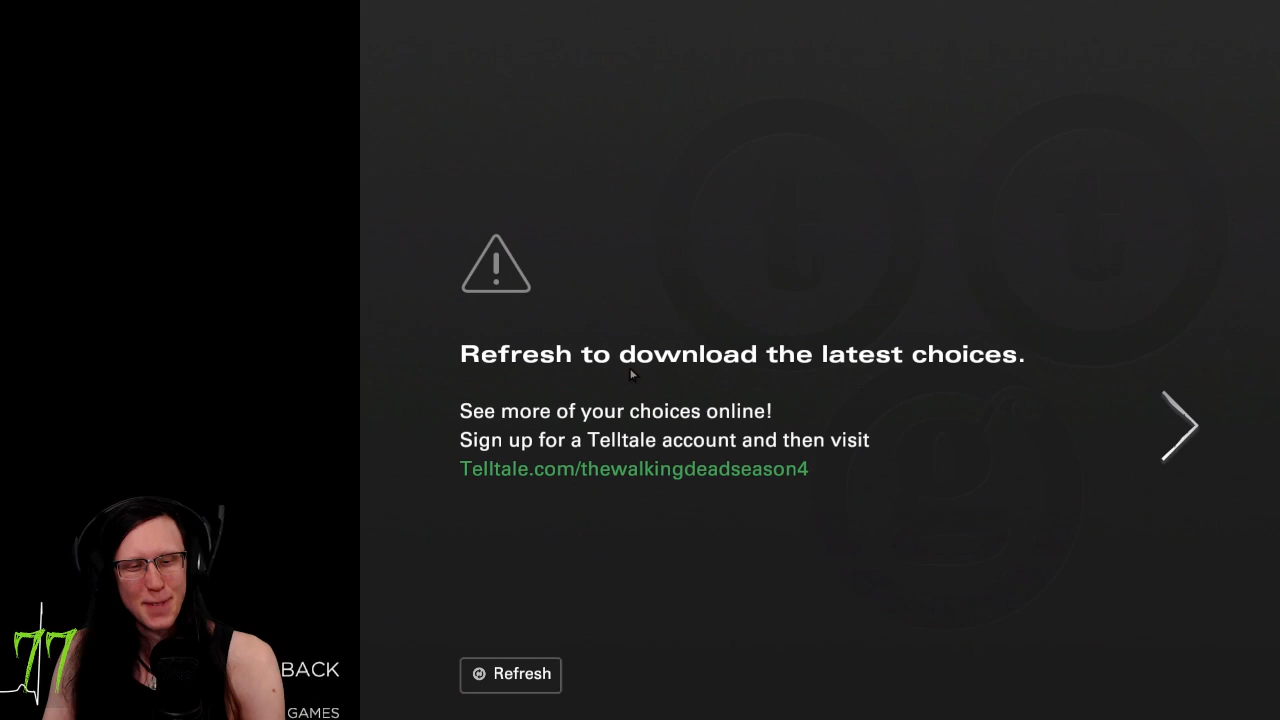 Refresh to download the latest choices.
See more of your choices online!
Sign up for a Telltale account and then visit
Telltale.com/thewalkingdeadseason4
77
BACK
Refresh
GAMES